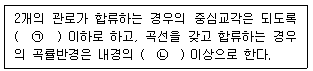 2개의 관로가 합류하는 경우의 중심교각은 되도록
( ㉠ ) 이하로 하고, 곡선을 갖고 합류하는 경우
의 곡률반경은 내경의 ( ㉡ ) 이상으로 한다.